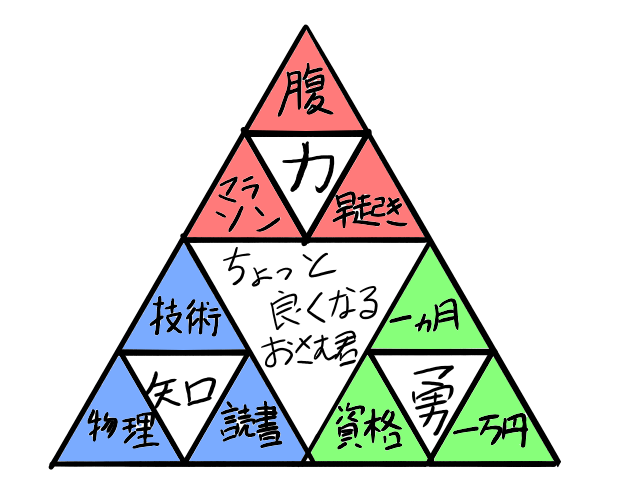 腹
力
マラ
ソン
早起き
ちょっと
良くなる
おさむ君
技術
一ヵ月
知
勇
物理
読書
資格
一万円